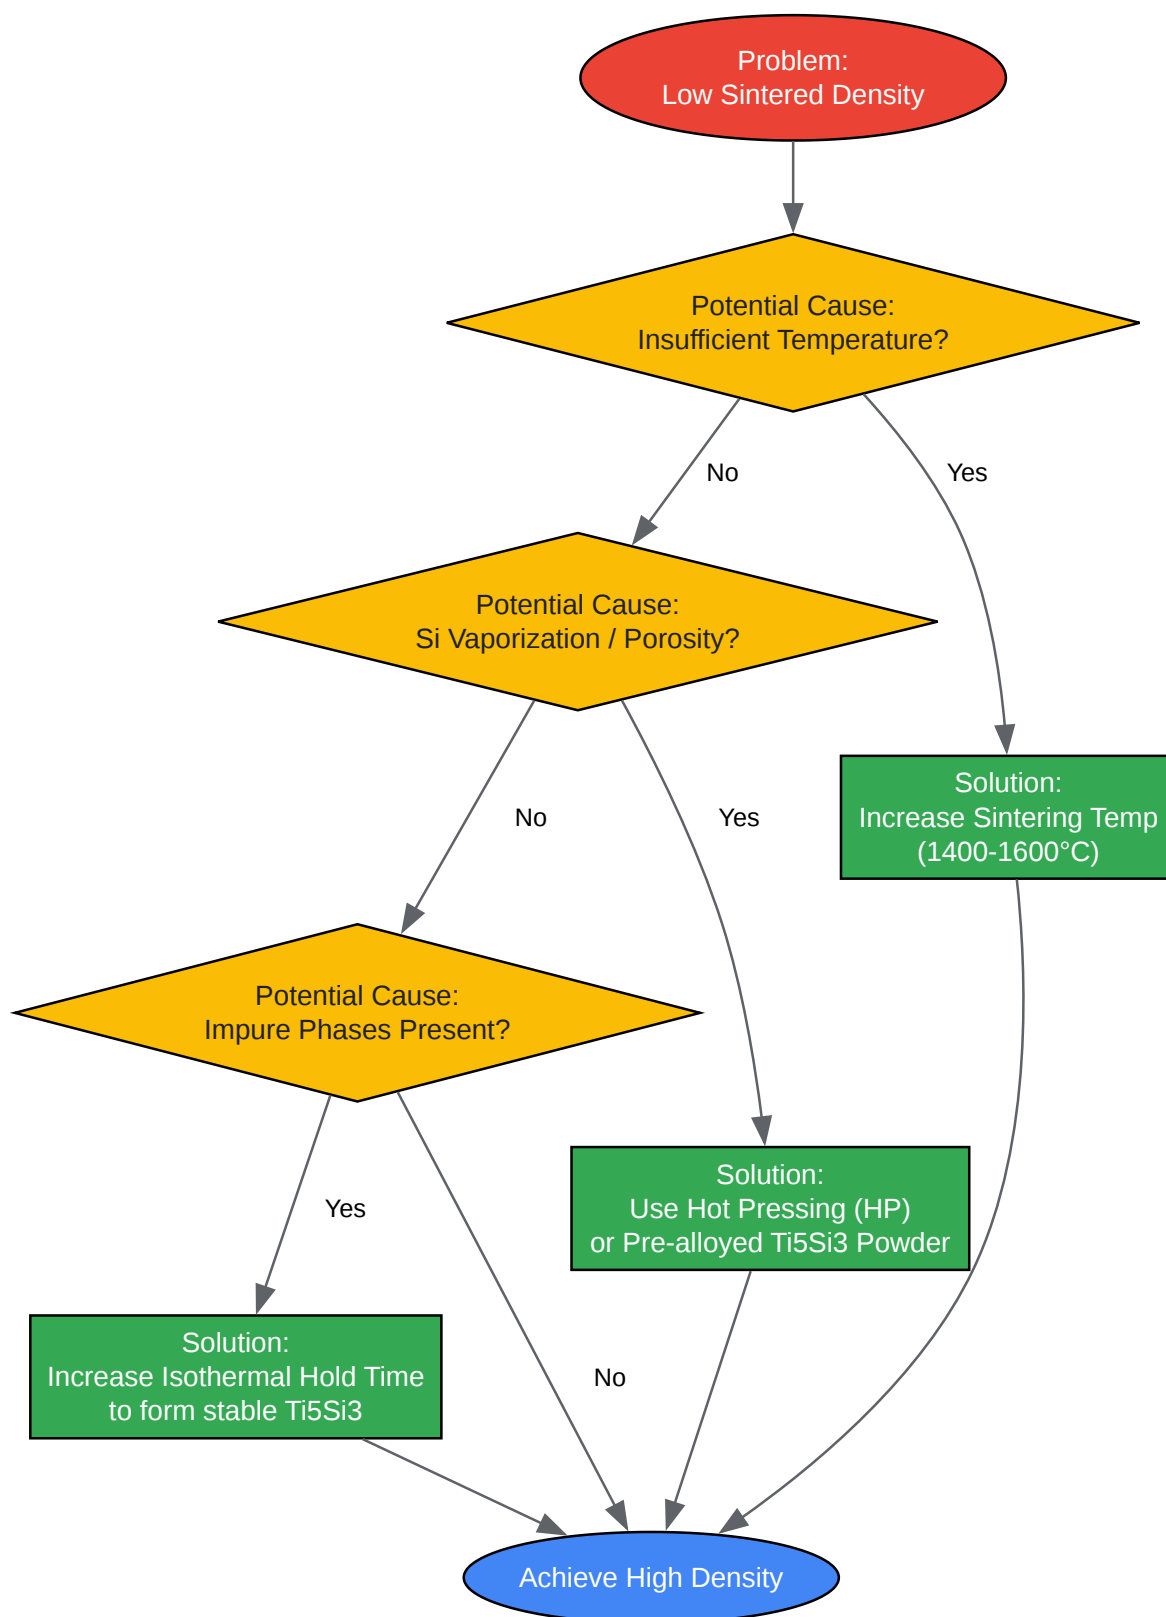 Problem:
Low Sintered Density
Potential Cause:
Insufficient Temperature?
No
Yes
Potential Cause:
Si Vaporization / Porosity?
Solution:
Increase Sintering Temp
(1400-1600°C)
No
Yes
Potential Cause:
Impure Phases Present?
Solution:
Use Hot Pressing (HP)
or Pre-alloyed Ti5Si3 Powder
Yes
No
Solution:
Increase Isothermal Hold Time
to form stable Ti5Si3
Achieve High Density